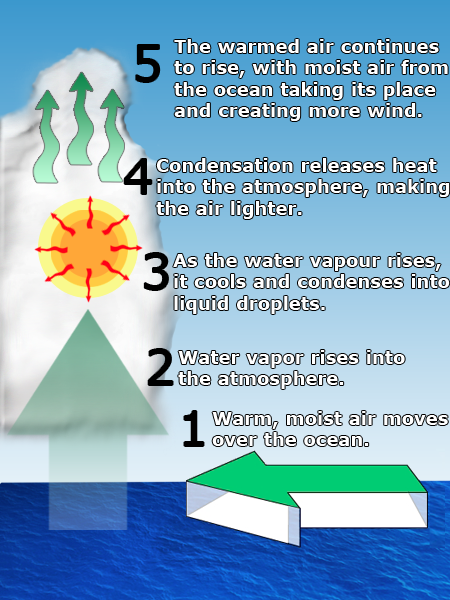 5 The warmed air continues
to rise, with moist air from
the ocean taking its place
and creating more wind.
4 Condensation releases heat
into the atmosphere, making
the air lighter.
3 As the water vapour rises,
it cools and condenses into
liquid droplets.
2 Water vapor rises into
the atmosphere.
1 Warm, moist air moves
over the ocean.